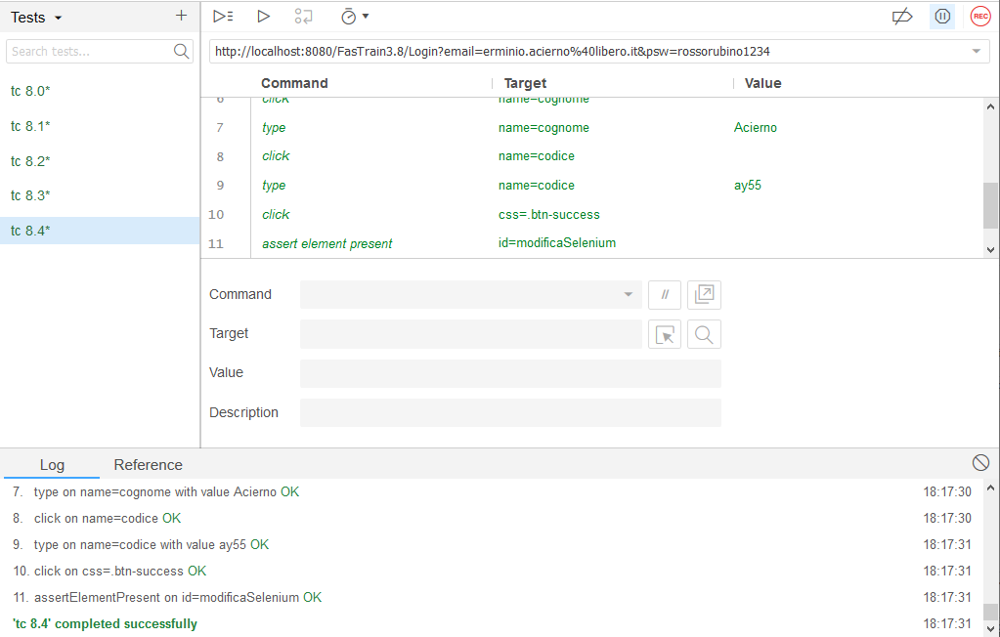 Tests
Search tests...
tc 8.0*
tc 8.1*
tc 8.2*
tc 8.3*
tc 8.4*
REC
http://localhost:8080/FasTrain3.8/Login?email=erminio.acierno%40libero.it&psw=rossorubino1234
Command Target Value
6 click name=cognome
7 type name=cognome Acierno
8 click name=codice
9 type name=codice ay55
10 click css=.btn-success
11 assert element present id=modificaSelenium
Command //
Target
Value
Description
Log Reference
7. type on name=cognome with value Acierno OK 18:17:30
8. click on name=codice OK 18:17:30
9. type on name=codice with value ay55 OK 18:17:31
10. click on css=.btn-success OK 18:17:31
11. assertElementPresent on id=modificaSelenium OK 18:17:31
'tc 8.4' completed successfully 18:17:31